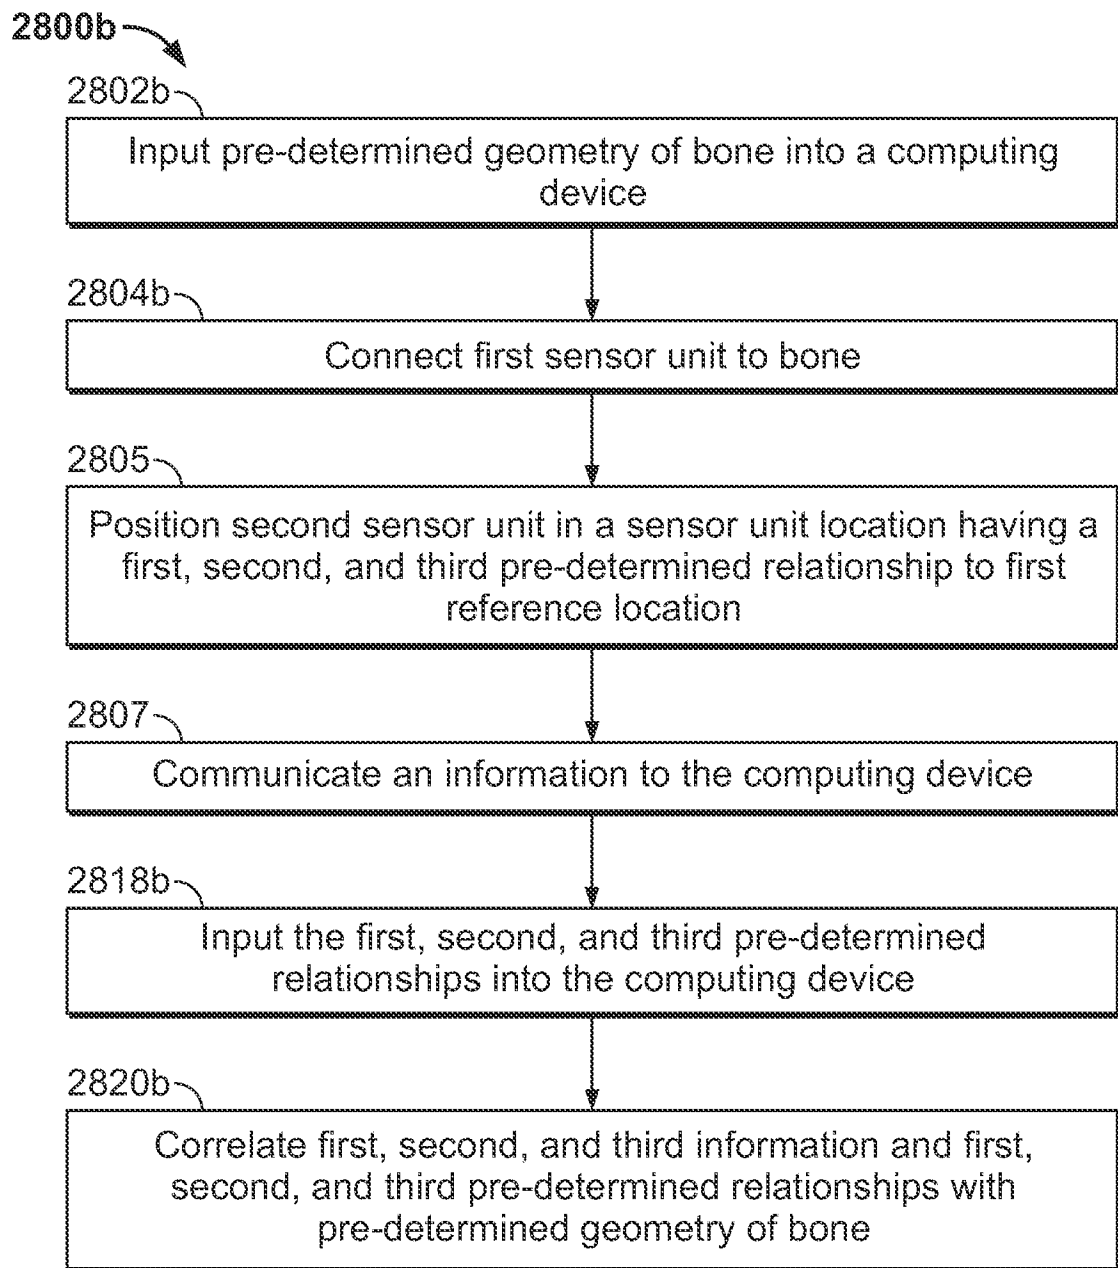 2800b
2802b
Input pre-determined geometry of bone into a computing
device
2804b
Connect first sensor unit to bone
2805
Position second sensor unit in a sensor unit location having a
first, second, and third pre-determined relationship to first
reference location
2807
Communicate an information to the computing device
2818b
Input the first, second, and third pre-determined
relationships into the computing device
2820b
Correlate first, second, and third information and first,
second, and third pre-determined relationships with
pre-determined geometry of bone